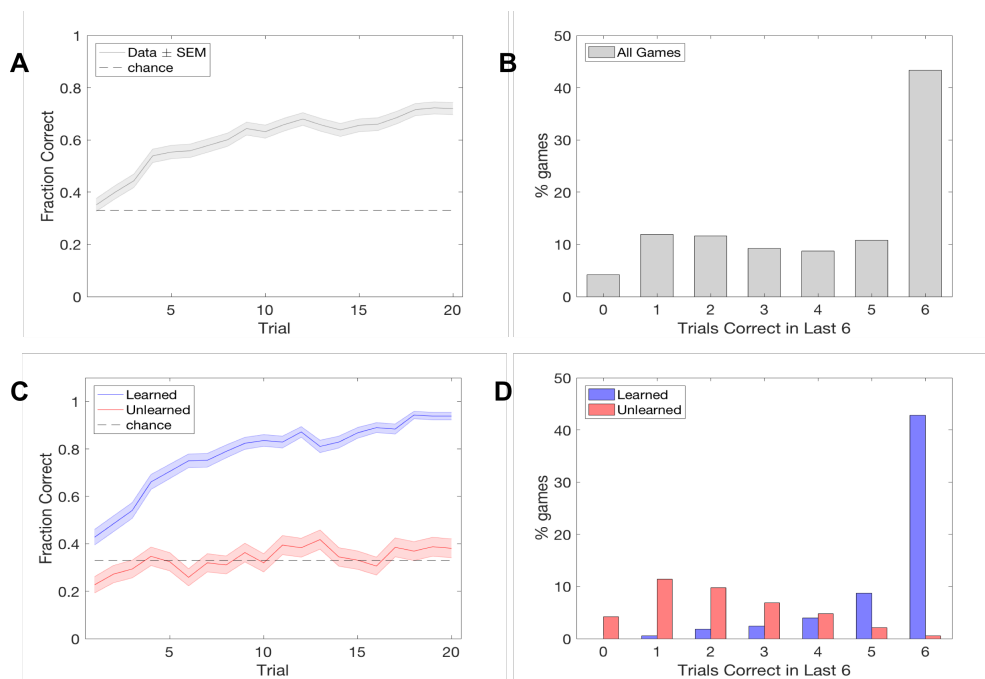 A
1
0.8
0.6
0.4
0.2
0
Fraction Correct
Data ± SEM
chance
5
10
15
20
Trial
B
50
40
30
20
10
0
% games
All Games
0 1 2 3 4 5 6
Trials Correct in Last 6
C
1
0.8
0.6
0.4
0.2
0
Fraction Correct
Learned
Unlearned
chance
5
10
15
20
Trial
D
50
40
30
20
10
0
% games
Learned
Unlearned
0 1 2 3 4 5 6
Trials Correct in Last 6